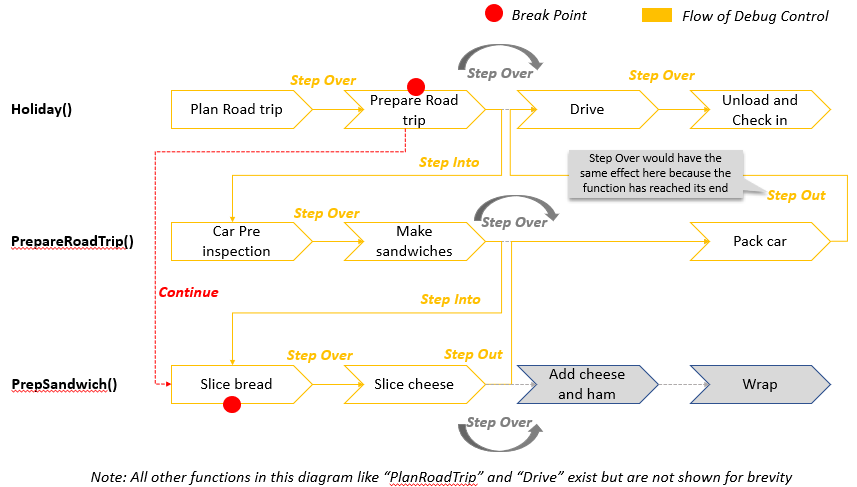 Break Point
Flow of Debug Control
Step Over
Step Over
Step Over
Holiday()
Plan Road trip
Prepare Road
trip
Drive
Unload and
Check in
Step Into
Step Over would have the
same effect here because the
function has reached its end
Step Out
Step Over
Step Over
PrepareRoadTrip()
Car Pre
inspection
Make
sandwiches
Pack car
Continue
Step Into
Step Over
Step Out
PrepSandwich()
Slice bread
Slice cheese
Add cheese
and ham
Wrap
Step Over
Note: All other functions in this diagram like “PlanRoadTrip” and “Drive” exist but are not shown for brevity